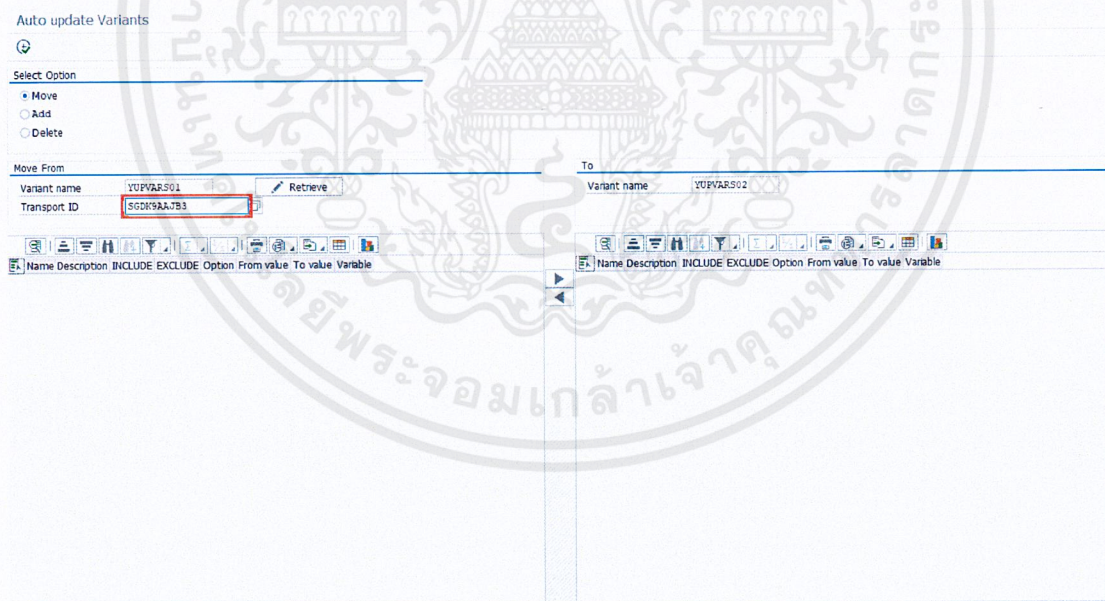 Auto update Variants
Select Option
Move
Add
Delete
Move From
Variant name YUPVARS01 Retrieve
Transport ID SGDK9AAJB3
Name Description INCLUDE EXCLUDE Option From value To value Variable
To
Variant name YUPVARS02
Name Description INCLUDE EXCLUDE Option From value To value Variable